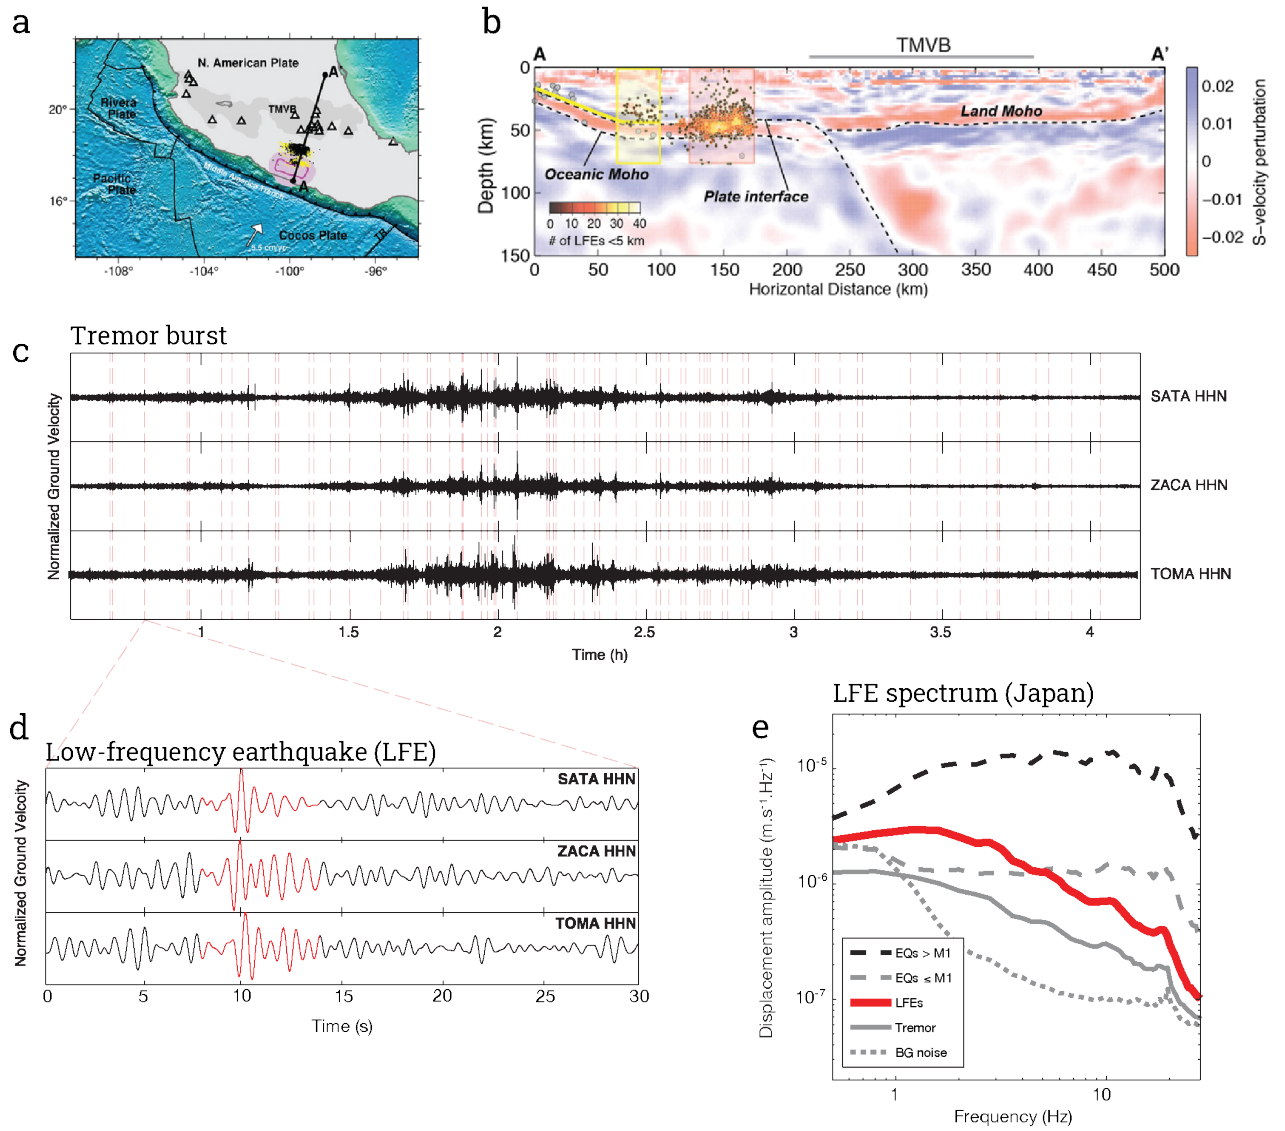 a
N. American Plate
A'
Rivera
Plate
TMVB
Pacific
Plate
Middle America Trench
A
Cocos Plate
~5.5 cm/yr
20°
16°
-108°
-104°
-100°
-96°
b
TMVB
A
A'
0
50
100
150
Depth (km)
Land Moho
Oceanic Moho
Plate interface
0 10 20 30 40
# of LFEs <5 km
0 50 100 150 200 250 300 350 400 450 500
Horizontal Distance (km)
0.02
0.01
0
−0.01
−0.02
S−velocity perturbation
c
Tremor burst
Normalized Ground Velocity
SATA HHN
ZACA HHN
TOMA HHN
1 1.5 2 2.5 3 3.5 4
Time (h)
d
Low-frequency earthquake (LFE)
Normalized Ground Velcoity
SATA HHN
ZACA HHN
TOMA HHN
0 5 10 15 20 25 30
Time (s)
LFE spectrum (Japan)
e
Displacement amplitude (m.s⁻¹.Hz⁻¹)
10⁻⁵
10⁻⁶
10⁻⁷
EQs > M1
EQs ≤ M1
LFEs
Tremor
BG noise
1 10
Frequency (Hz)